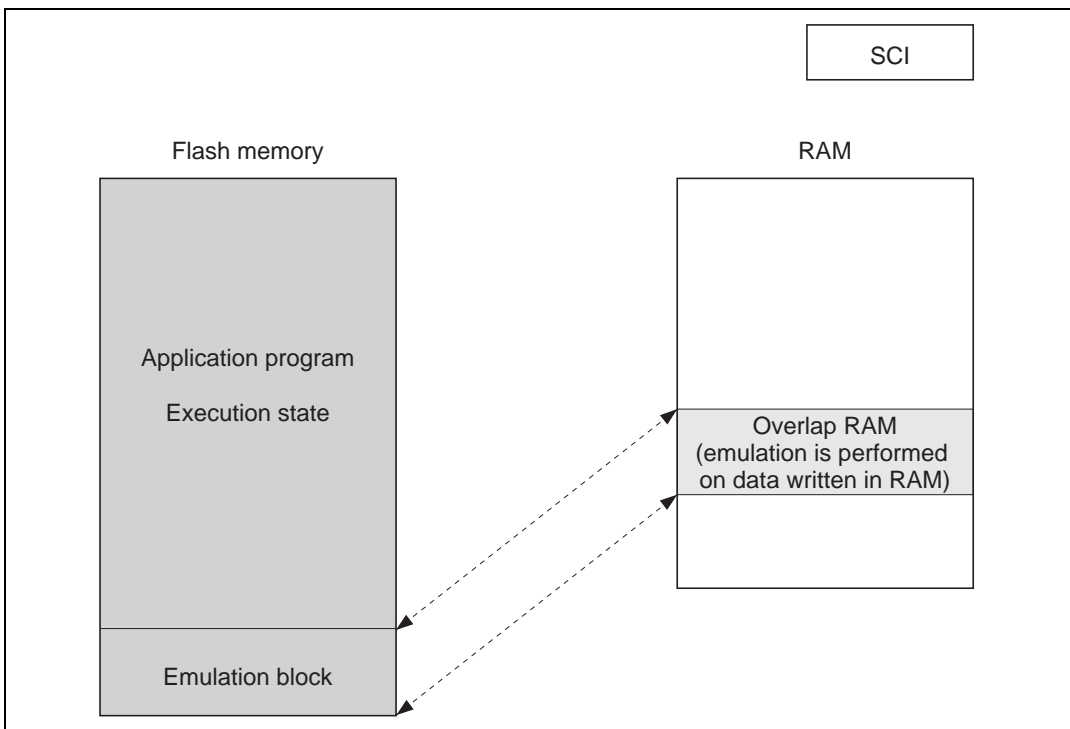 SCI
Flash memory
RAM
Application program
Execution state
Overlap RAM
(emulation is performed
on data written in RAM)
Emulation block